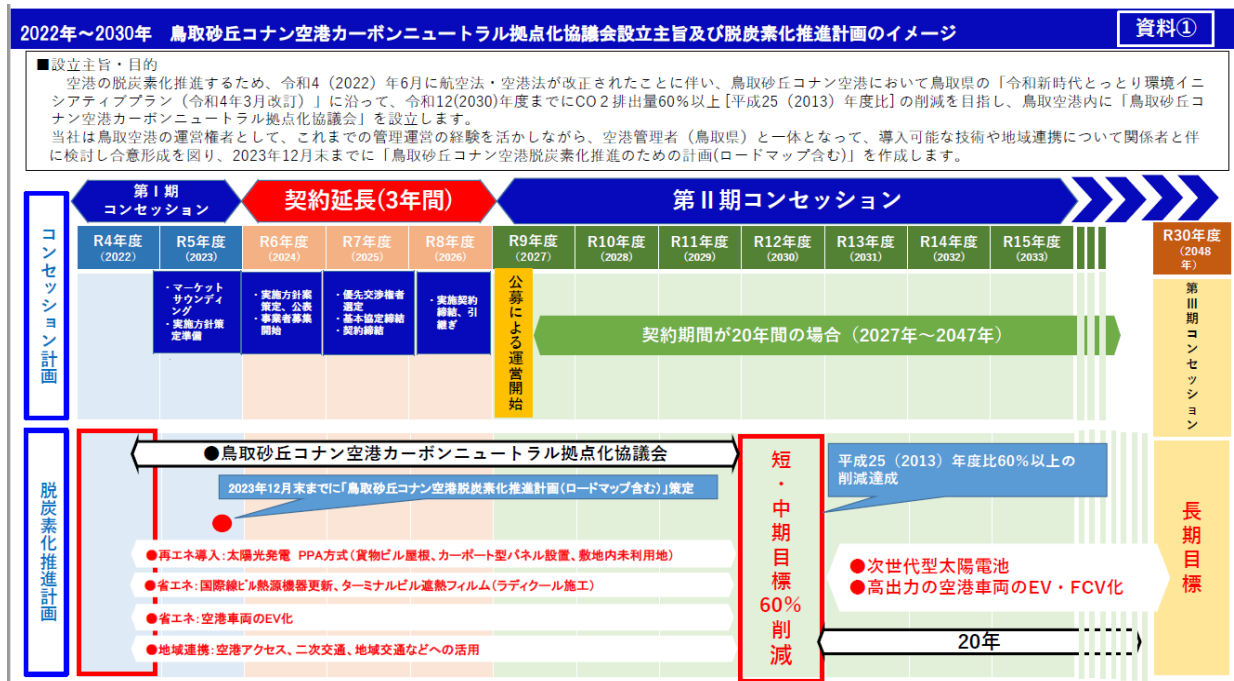 2022年～2030年　鳥取砂丘コナン空港カーボンニュートラル拠点化協議会設立主旨及び脱炭素化推進計画のイメージ
資料①
■設立主旨・目的
空港の脱炭素化推進するため、令和4（2022）年6月に航空法・空港法が改正されたことに伴い、鳥取砂丘コナン空港において鳥取県の「令和新時代とっとり環境イニ
シアティブプラン（令和4年3月改訂）」に沿って、令和12(2030)年度までにCO２排出量60％以上［平成25（2013）年度比］の削減を目指し、鳥取空港内に「鳥取砂丘コ
ナン空港カーボンニュートラル拠点化協議会」を設立します。
当社は鳥取空港の運営権者として、これまでの管理運営の経験を活かしながら、空港管理者（鳥取県）と一体となって、導入可能な技術や地域連携について関係者と伴
に検討し合意形成を図り、2023年12月末までに「鳥取砂丘コナン空港脱炭素化推進のための計画(ロードマップ含む)」を作成します。
第Ⅰ期
コンセッション
契約延長(3年間)
第Ⅱ期コンセッション
コンセッション計画
R4年度
（2022）
R5年度
（2023）
R6年度
（2024）
R7年度
（2025）
R8年度
（2026）
R9年度
（2027）
R10年度
（2028）
R11年度
（2029）
R12年度
（2030）
R13年度
（2031）
R14年度
（2032）
R15年度
（2033）
R30年度
（2048
年）
・マーケット
サウンディ
ング
・実施方針策
定準備
・実施方針案
策定、公表
・事業者募集
開始
・優先交渉権者
選定
・基本協定締結
・契約締結
・実施契約
締結、引
継ぎ
公募による運営開始
契約期間が20年間の場合（2027年～2047年）
第Ⅲ期コンセッション
脱炭素化推進計画
●鳥取砂丘コナン空港カーボンニュートラル拠点化協議会
2023年12月末までに「鳥取砂丘コナン空港脱炭素化推進計画(ロードマップ含む)」策定
●再エネ導入：太陽光発電　PPA方式（貨物ビル屋根、カーポート型パネル設置、敷地内未利用地）
●省エネ：国際線ﾋﾞﾙ熱源機器更新、ターミナルビル遮熱フィルム（ラディクール施工）
●省エネ：空港車両のEV化
●地域連携：空港アクセス、二次交通、地域交通などへの活用
短・中期目標60％削減
平成25（2013）年度比60％以上の
削減達成
●次世代型太陽電池
●高出力の空港車両のEV・FCV化
20年
長期目標